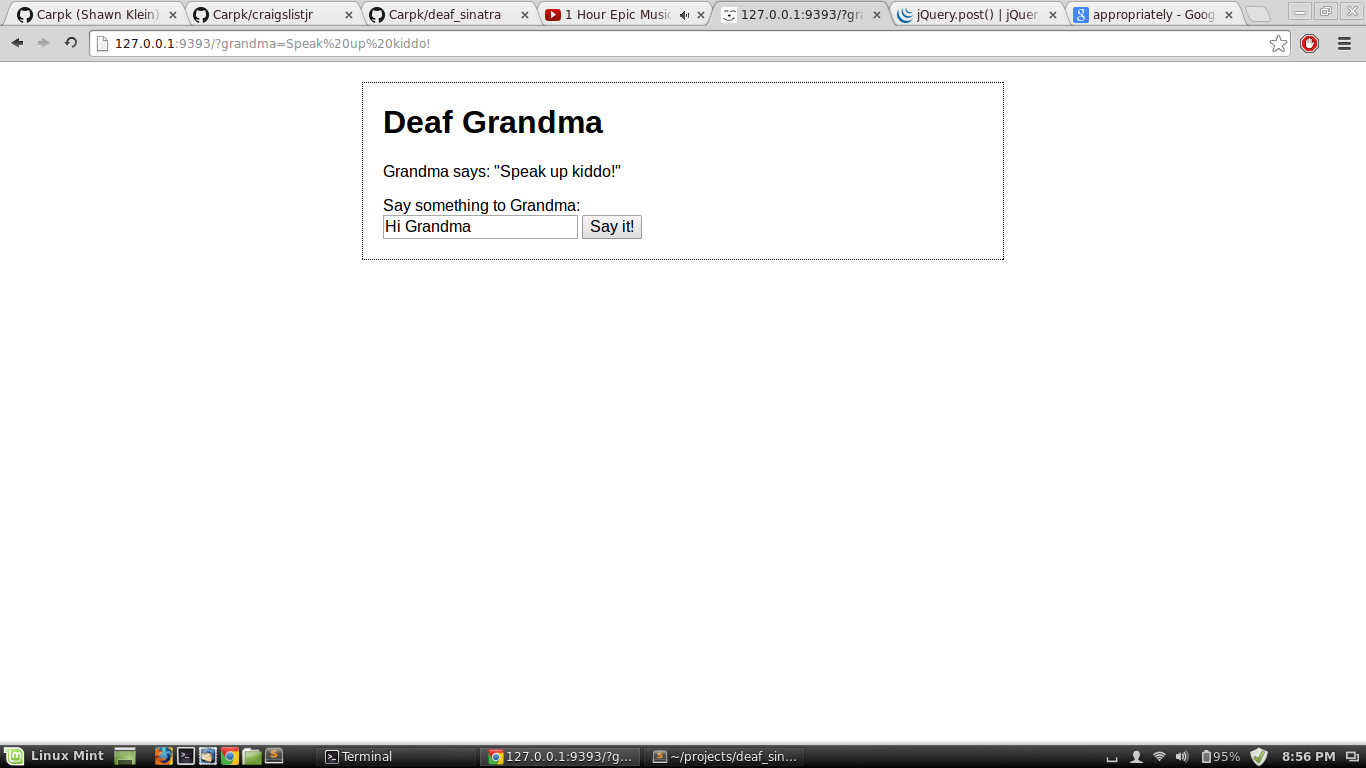 Carpk (Shawn Klein)
Carpk/craigslistjr
Carpk/deaf_sinatra
1 Hour Epic Music
127.0.0.1:9393/?gra
jQuery.post() | jQuer
appropriately - Goog
127.0.0.1:9393/?grandma=Speak%20up%20kiddo!
Deaf Grandma
Grandma says: "Speak up kiddo!"
Say something to Grandma:
Hi Grandma Say it!
Linux Mint
Terminal
127.0.0.1:9393/?g...
~/projects/deaf_sin...
95%
8:56 PM